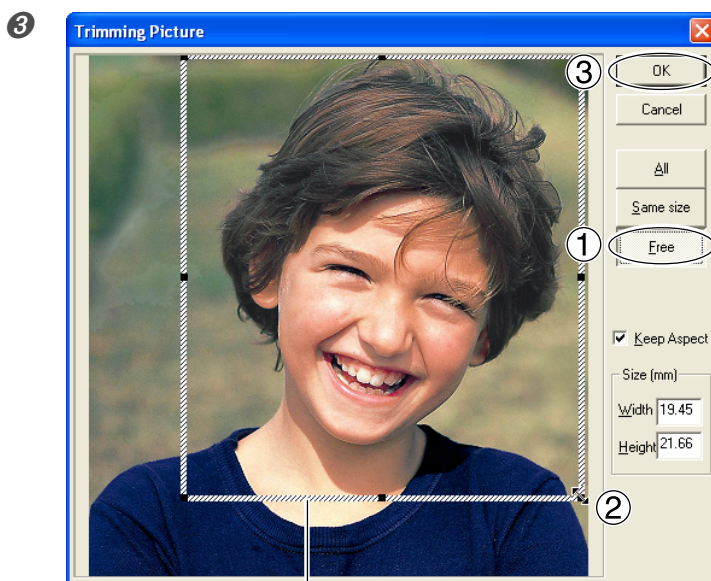 3
Trimming Picture
3
OK
Cancel
All
Same size
1
Free
Keep Aspect
Size (mm)
Width 19.45
Height 21.66
2